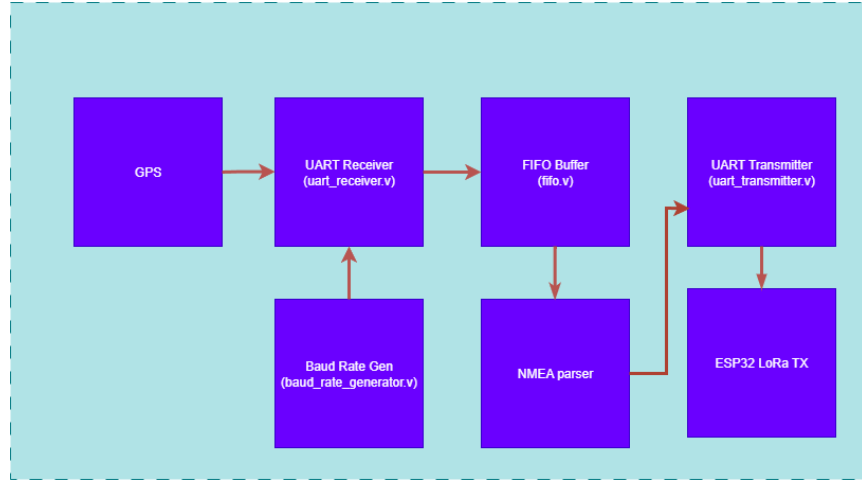 GPS
UART Receiver
(uart_receiver.v)
FIFO Buffer
(fifo.v)
UART Transmitter
(uart_transmitter.v)
Baud Rate Gen
(baud_rate_generator.v)
NMEA parser
ESP32 LoRa TX